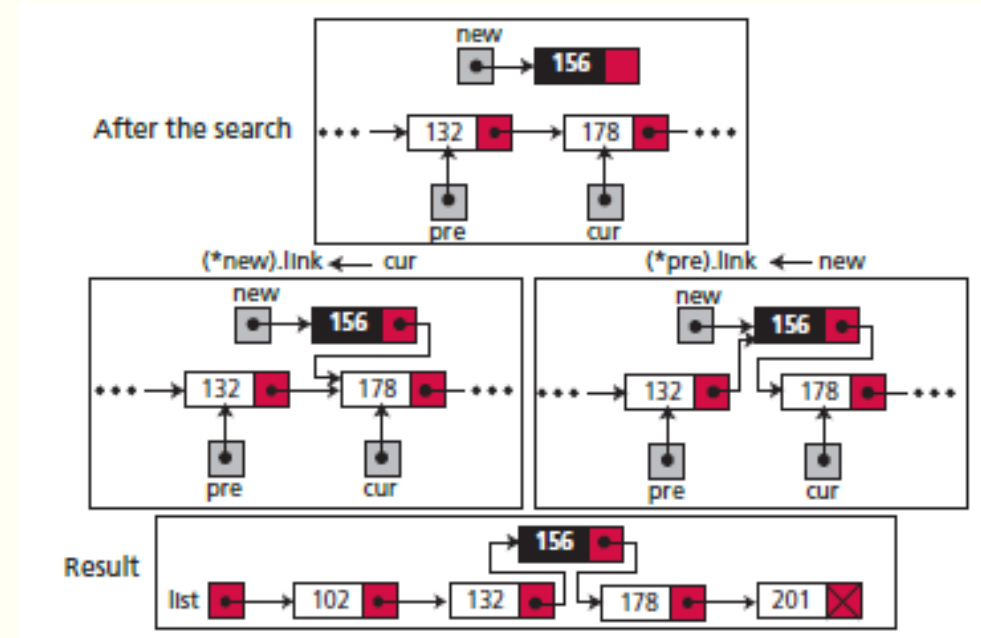 new
156
After the search
132
178
pre
cur
(*new).link ← cur
(*pre).link ← new
new
156
132
178
pre
cur
new
156
132
178
pre
cur
Result
156
list
102
132
178
201